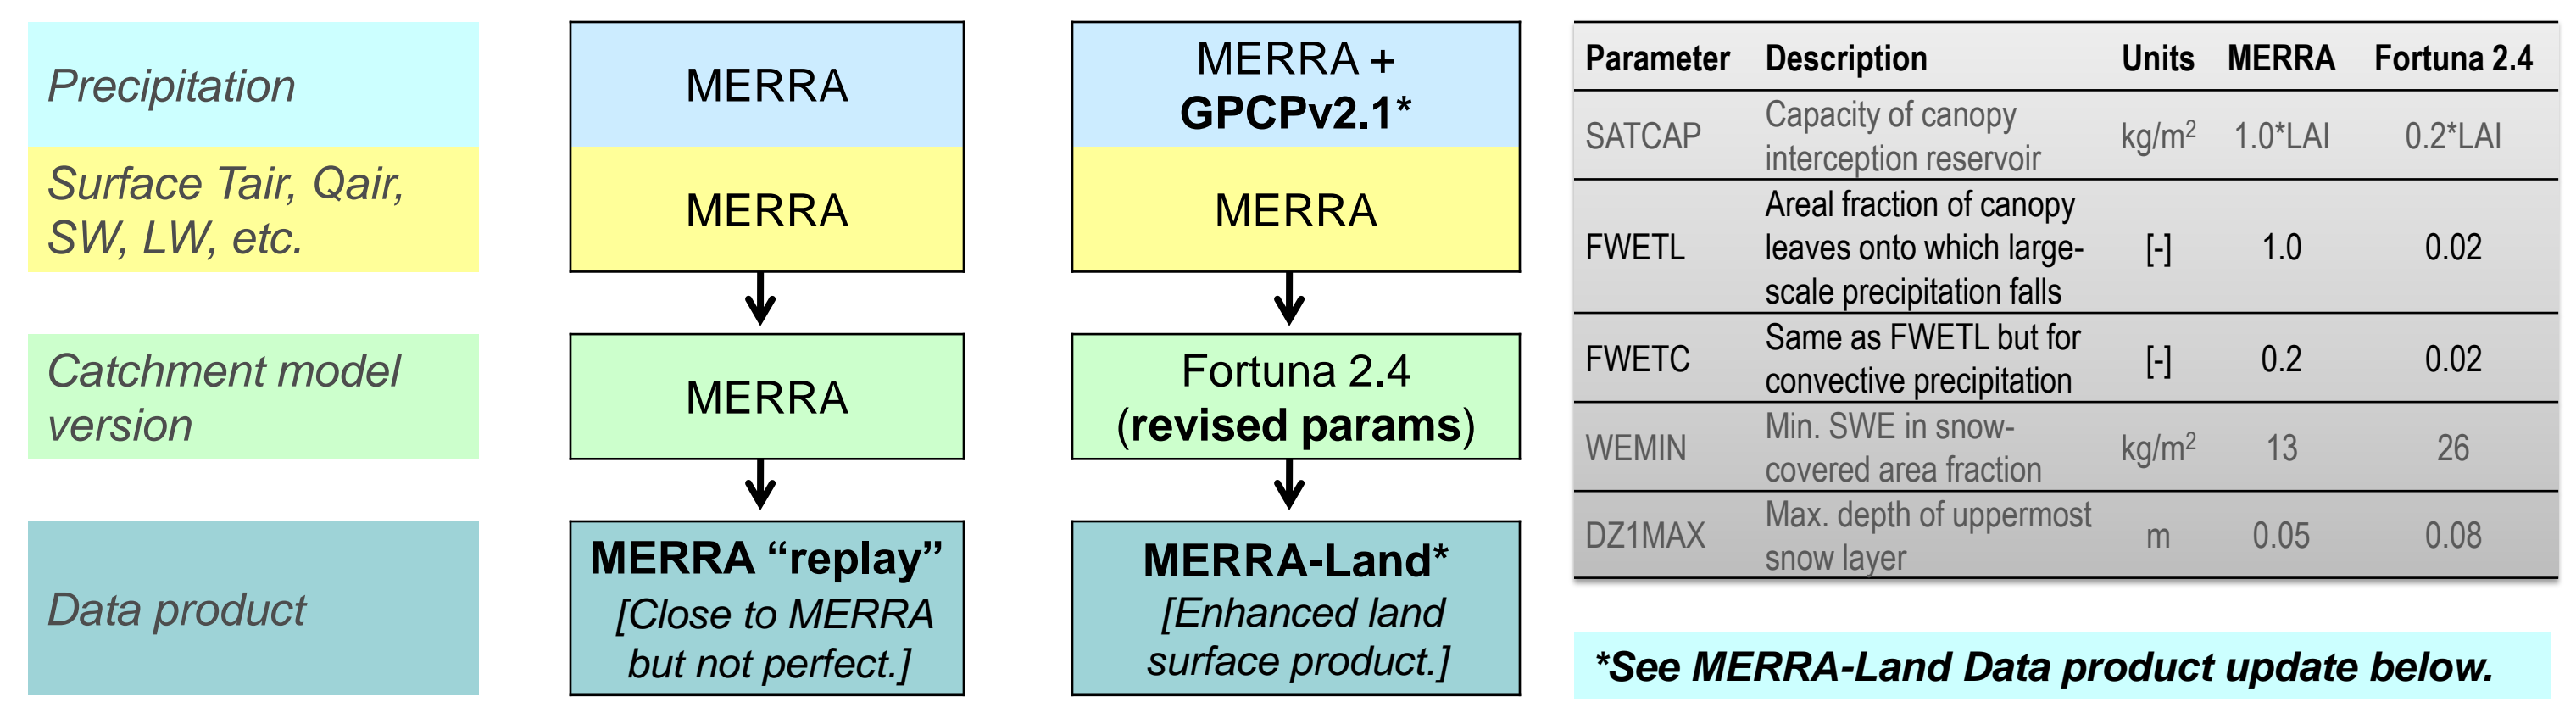 Precipitation
Surface Tair, Qair,
SW, LW, etc.
Catchment model
version
Data product
MERRA
MERRA
MERRA
MERRA “replay”
[Close to MERRA
but not perfect.]
MERRA +
GPCPv2.1*
MERRA
Fortuna 2.4
(revised params)
MERRA-Land*
[Enhanced land
surface product.]
Parameter Description Units MERRA Fortuna 2.4
SATCAP Capacity of canopy interception reservoir kg/m² 1.0*LAI 0.2*LAI
FWETL Areal fraction of canopy leaves onto which large-scale precipitation falls [-] 1.0 0.02
FWETC Same as FWETL but for convective precipitation [-] 0.2 0.02
WEMIN Min. SWE in snow-covered area fraction kg/m² 13 26
DZ1MAX Max. depth of uppermost snow layer m 0.05 0.08
*See MERRA-Land Data product update below.